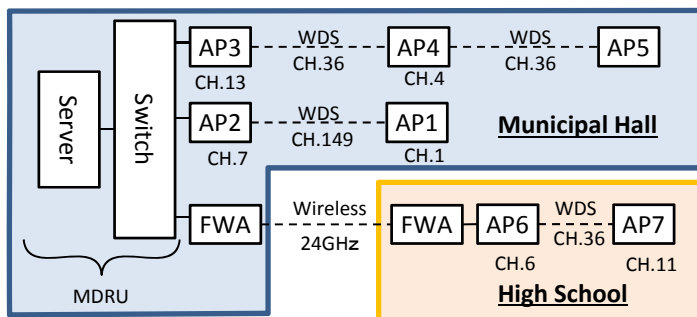 AP3
WDS
CH.36
AP4
WDS
CH.36
AP5
CH.13
CH.4
Server
Switch
AP2
WDS
CH.149
AP1
CH.7
CH.1
Municipal Hall
FWA
Wireless
24GHz
FWA
AP6
WDS
CH.36
AP7
CH.6
CH.11
MDRU
High School